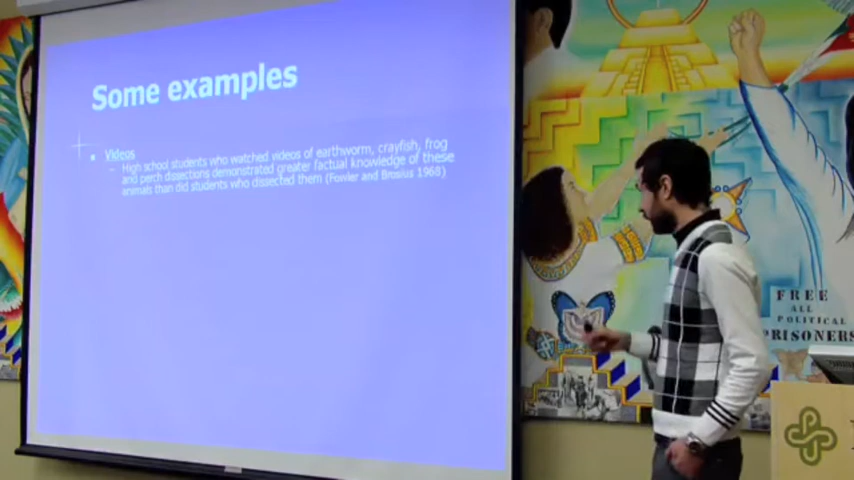 Some examples
Videos
– High school students who watched videos of earthworm, crayfish, frog
and perch dissections demonstrated greater factual knowledge of these
animals than did students who dissected them (Fowler and Brosius 1968)
FREE
ALL
POLITICAL
PRISONERS